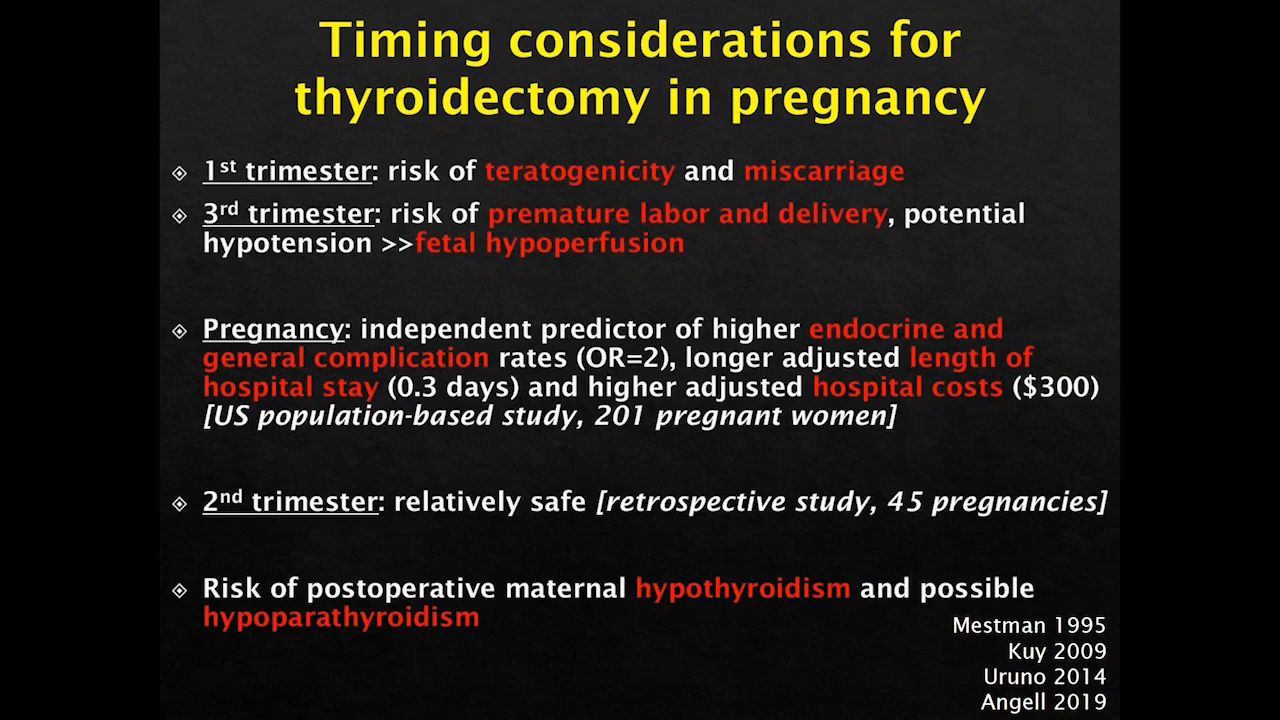 Timing considerations for
thyroidectomy in pregnancy
1st trimester: risk of teratogenicity and miscarriage
3rd trimester: risk of premature labor and delivery, potential
hypotension >>fetal hypoperfusion
Pregnancy: independent predictor of higher endocrine and
general complication rates (OR=2), longer adjusted length of
hospital stay (0.3 days) and higher adjusted hospital costs ($300)
[US population-based study, 201 pregnant women]
2nd trimester: relatively safe [retrospective study, 45 pregnancies]
Risk of postoperative maternal hypothyroidism and possible
hypoparathyroidism
Mestman 1995
Kuy 2009
Uruno 2014
Angell 2019